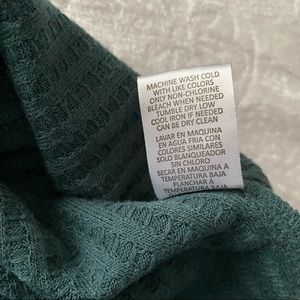 MACHINE WASH COLD
WITH LIKE COLORS
ONLY NON-CHLORINE
BLEACH WHEN NEEDED
TUMBLE DRY LOW
COOL IRON IF NEEDED
CAN BE DRY CLEAN
LAVAR EN MAQUINA
EN AGUA FRIA CON
COLORES SIMILARES
SOLO BLANQUEADOR
SIN CHLORO
SECAR EN MAQUINA A
TEMPERATURA BAJA
PLANCHAR A
TEMPERATURA BAJA